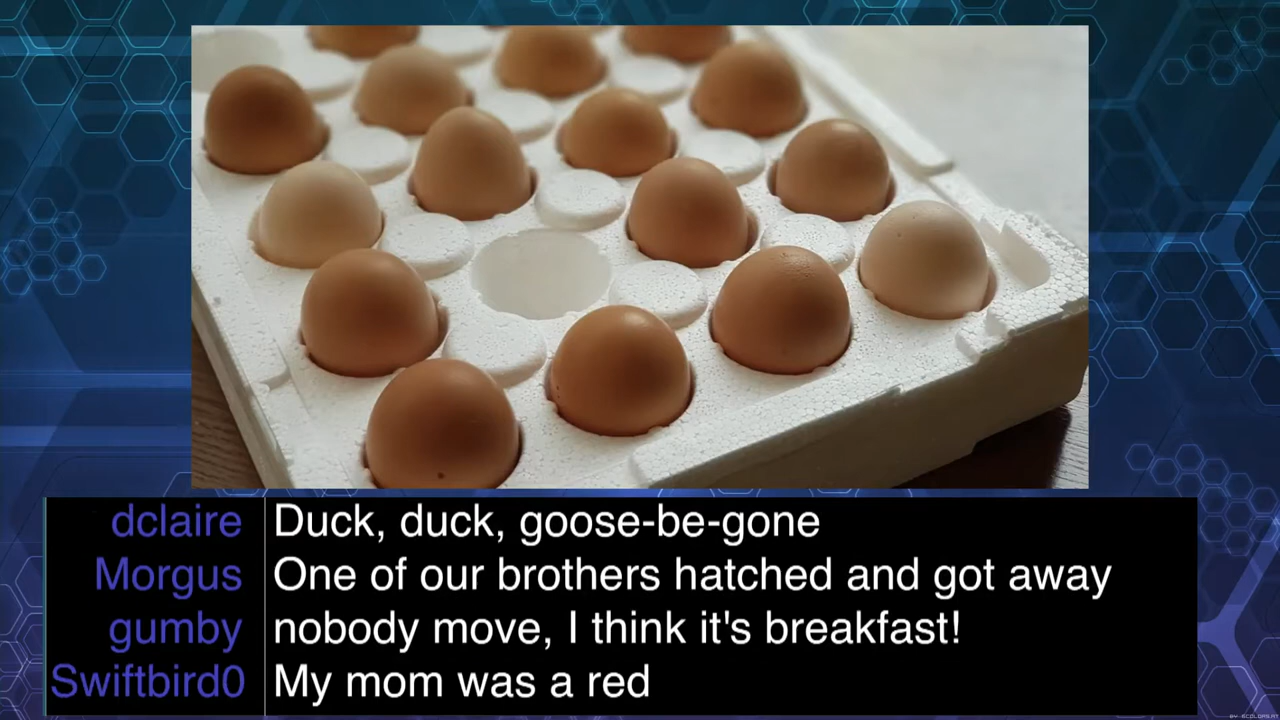 dclaire Duck, duck, goose-be-gone
Morgus One of our brothers hatched and got away
gumby nobody move, I think it's breakfast!
Swiftbird0 My mom was a red